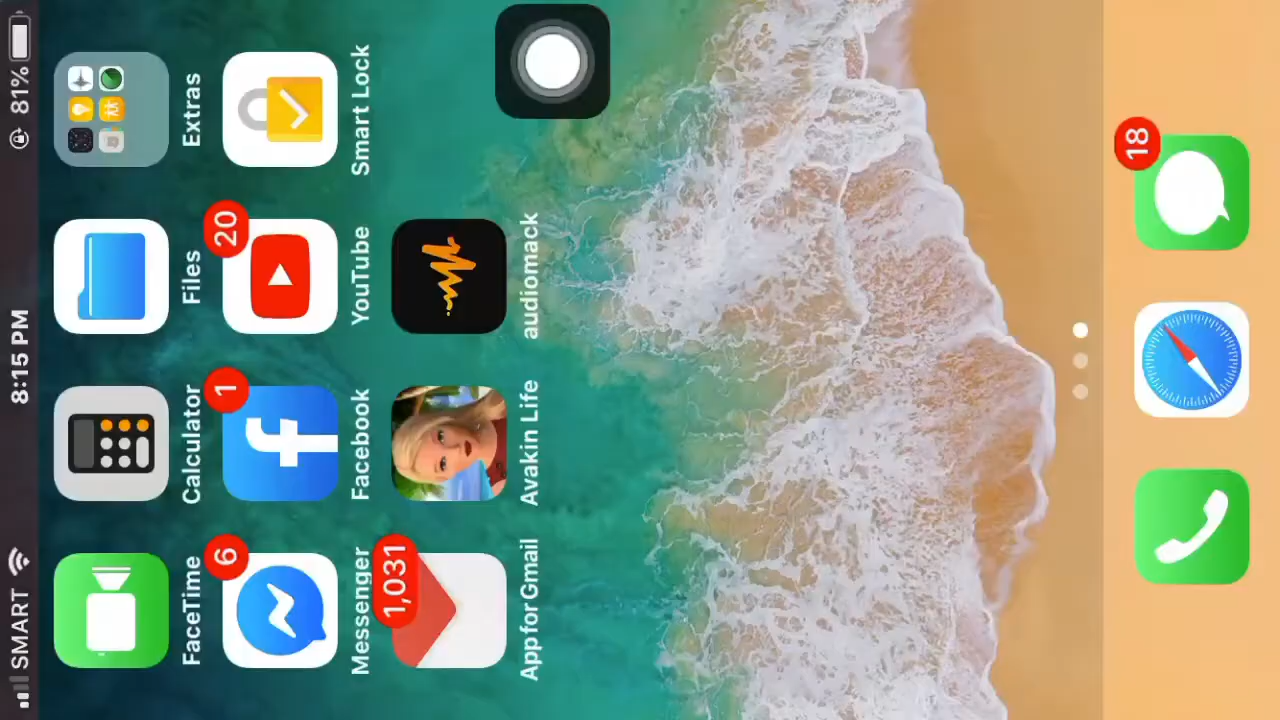 SMART 8:15 PM 81%
FaceTime Calculator Files Extras
6 1 20
Messenger Facebook YouTube Smart Lock
1,031
App for Gmail Avakin Life audiomack
18